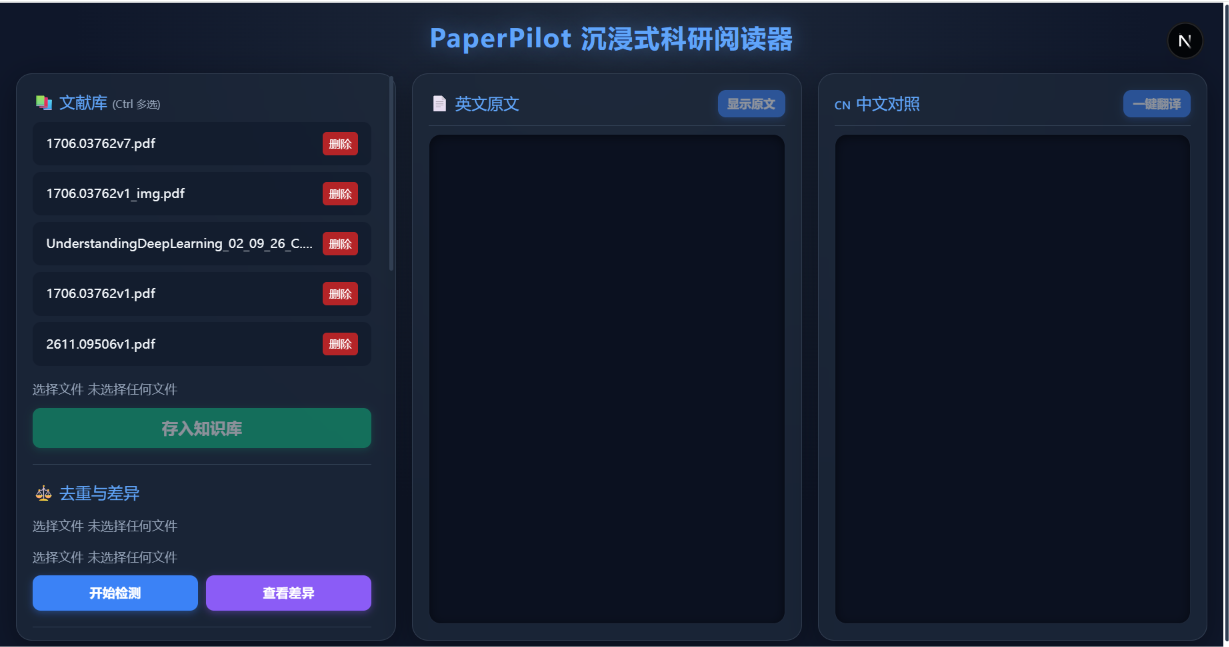 PaperPilot 沉浸式科研阅读器
N
文献库 (Ctrl 多选)
1706.03762v7.pdf 删除
1706.03762v1_img.pdf 删除
UnderstandingDeepLearning_02_09_26_C.... 删除
1706.03762v1.pdf 删除
2611.09506v1.pdf 删除
选择文件 未选择任何文件
存入知识库
去重与差异
选择文件 未选择任何文件
选择文件 未选择任何文件
开始检测 查看差异
英文原文 显示原文
CN 中文对照 一键翻译